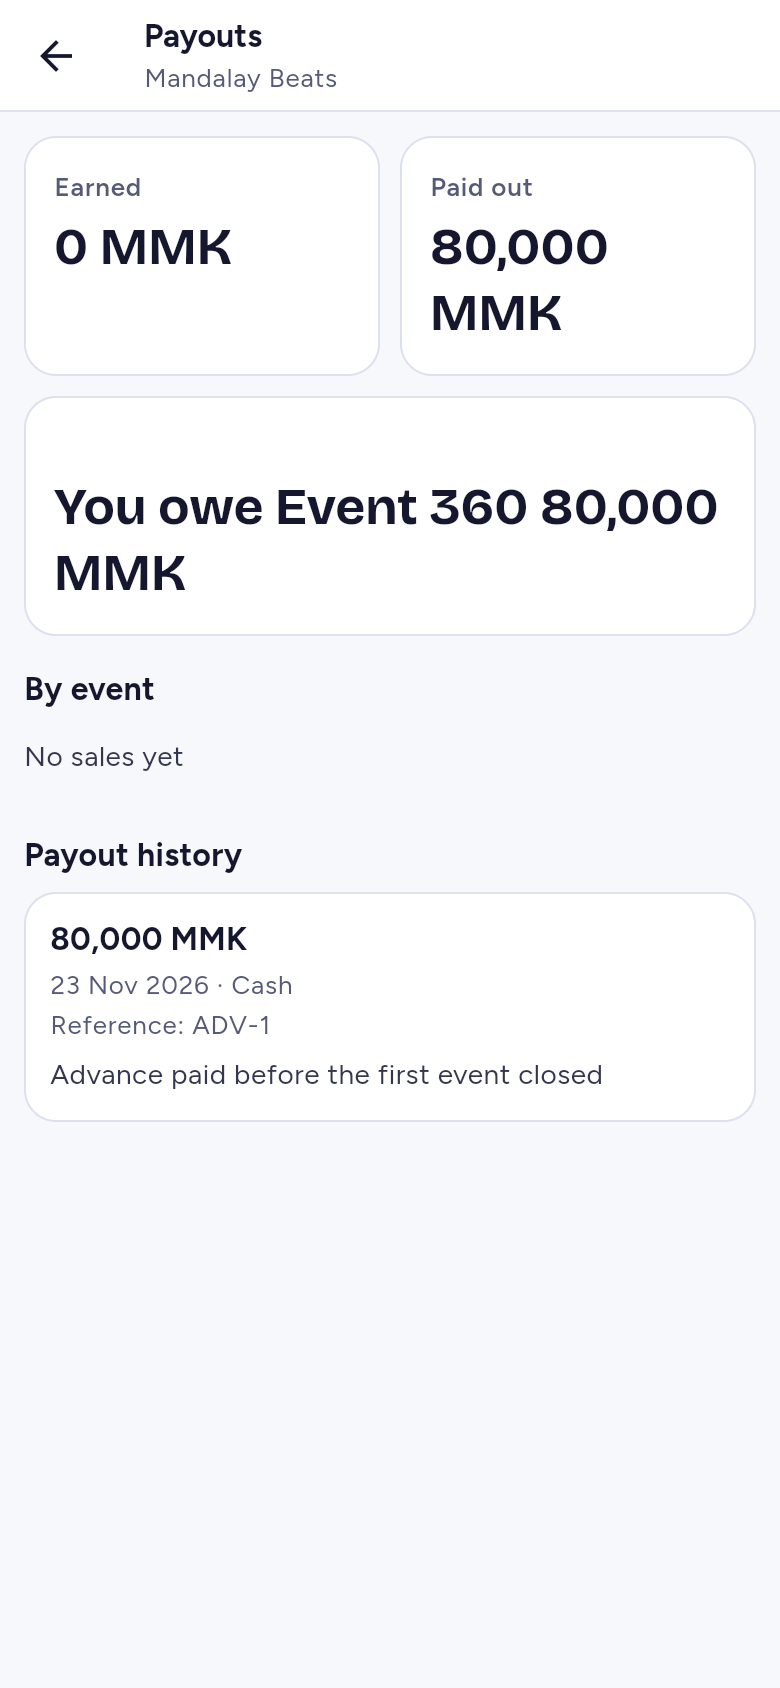 Payouts
Mandalay Beats
Earned
0 MMK
Paid out
80,000
MMK
You owe Event 360 80,000
MMK
By event
No sales yet
Payout history
80,000 MMK
23 Nov 2026 · Cash
Reference: ADV-1
Advance paid before the first event closed